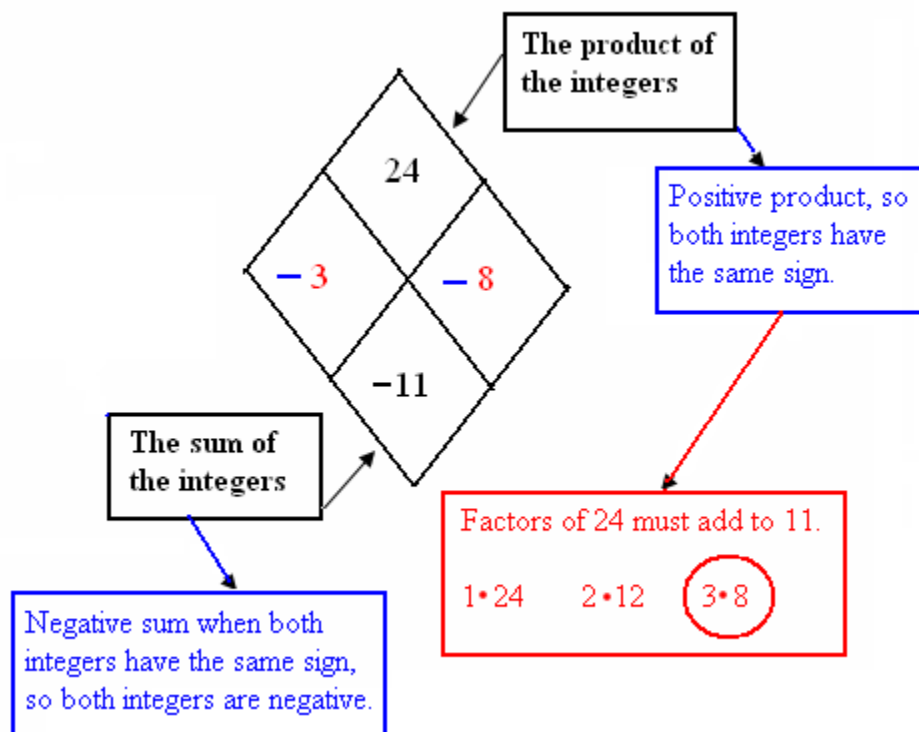 The product of
the integers
24
Positive product, so
both integers have
the same sign.
– 3
– 8
–11
The sum of
the integers
Factors of 24 must add to 11.
1•24 2•12 3•8
Negative sum when both
integers have the same sign,
so both integers are negative.